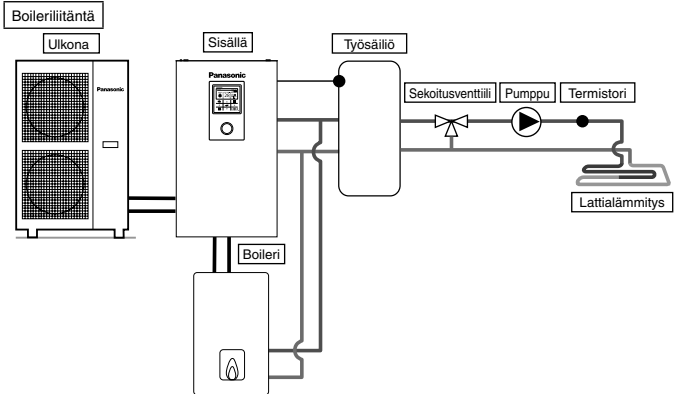 Boileriliitäntä
Ulkona
Sisällä
Työsäiliö
Panasonic
Panasonic
Sekoitusventtiili
Pumppu
Termistori
Lattialämmitys
Boileri